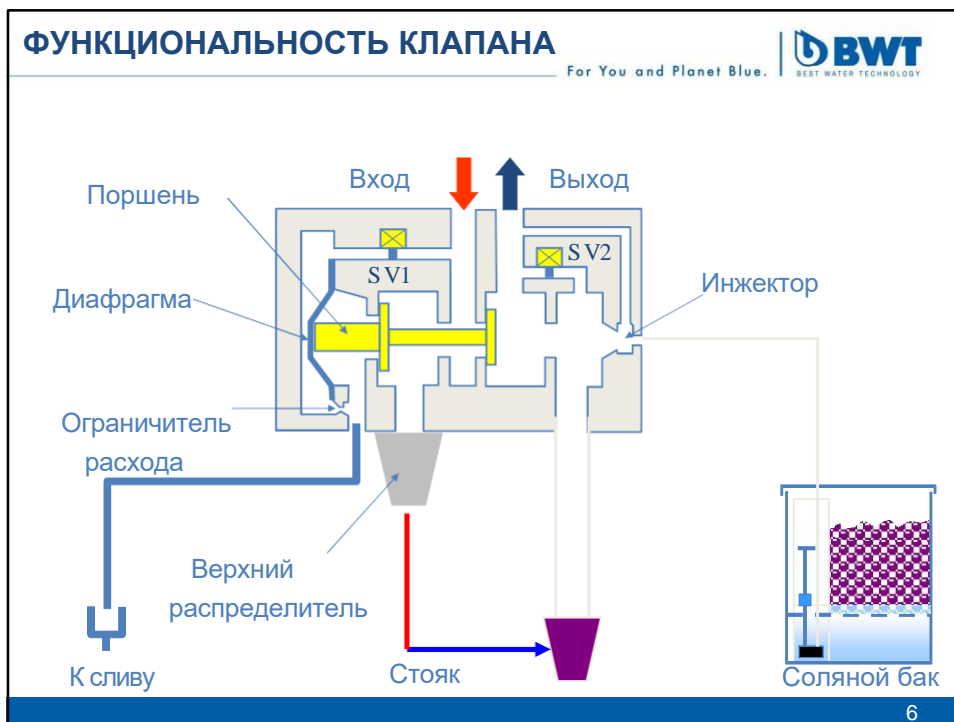 ФУНКЦИОНАЛЬНОСТЬ КЛАПАНА
For You and Planet Blue.
BWT
BEST WATER TECHNOLOGY
Вход
Выход
Поршень
SV1
SV2
Инжектор
Диафрагма
Ограничитель
расхода
Верхний
распределитель
К сливу
Стояк
Соляной бак
6